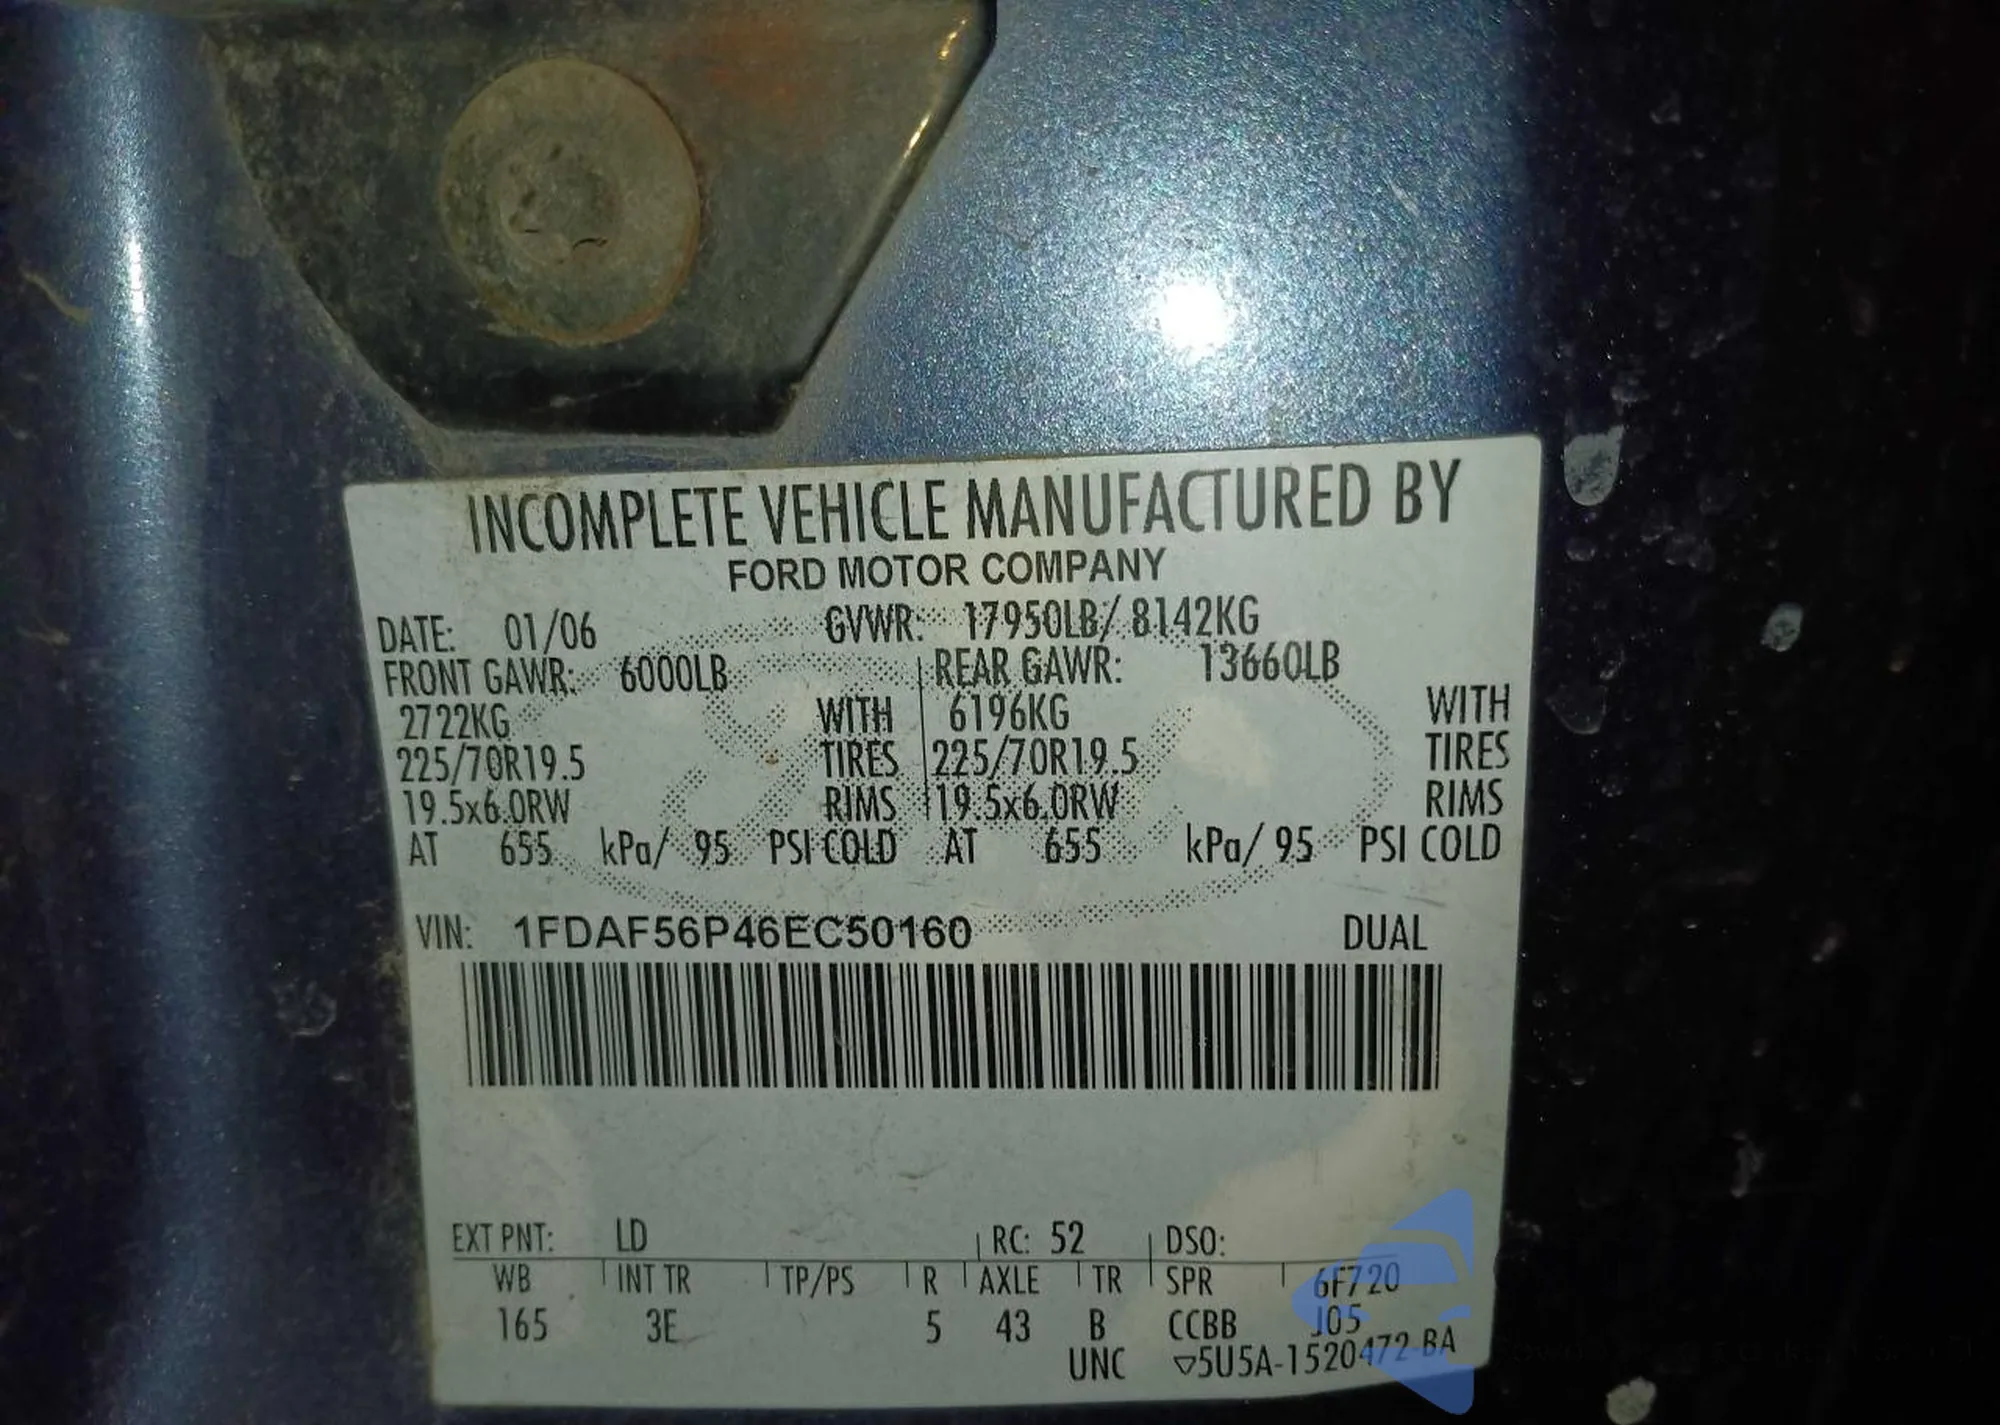 INCOMPLETE VEHICLE MANUFACTURED BY
FORD MOTOR COMPANY
DATE: 01/06 GVWR: 17950LB/ 8142KG
FRONT GAWR: 6000LB REAR GAWR: 13660LB
2722KG WITH 6196KG WITH
225/70R19.5 TIRES 225/70R19.5 TIRES
19.5x6.0RW RIMS 19.5x6.0RW RIMS
AT 655 kPa/ 95 PSI COLD AT 655 kPa/ 95 PSI COLD
VIN: 1FDAF56P46EC50160 DUAL
EXT PNT: LD RC: 52 DSO:
WB INT TR TP/PS R AXLE TR SPR 6F720
165 3E 5 43 B CCBB J05
UNC ▽5U5A-1520472-BA